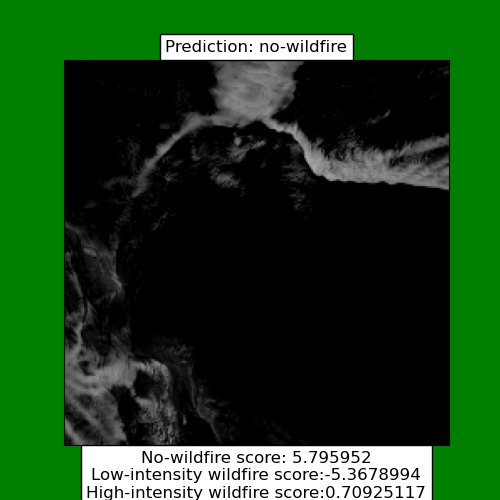 Prediction: no-wildfire
No-wildfire score: 5.795952
Low-intensity wildfire score:-5.3678994
High-intensity wildfire score:0.70925117